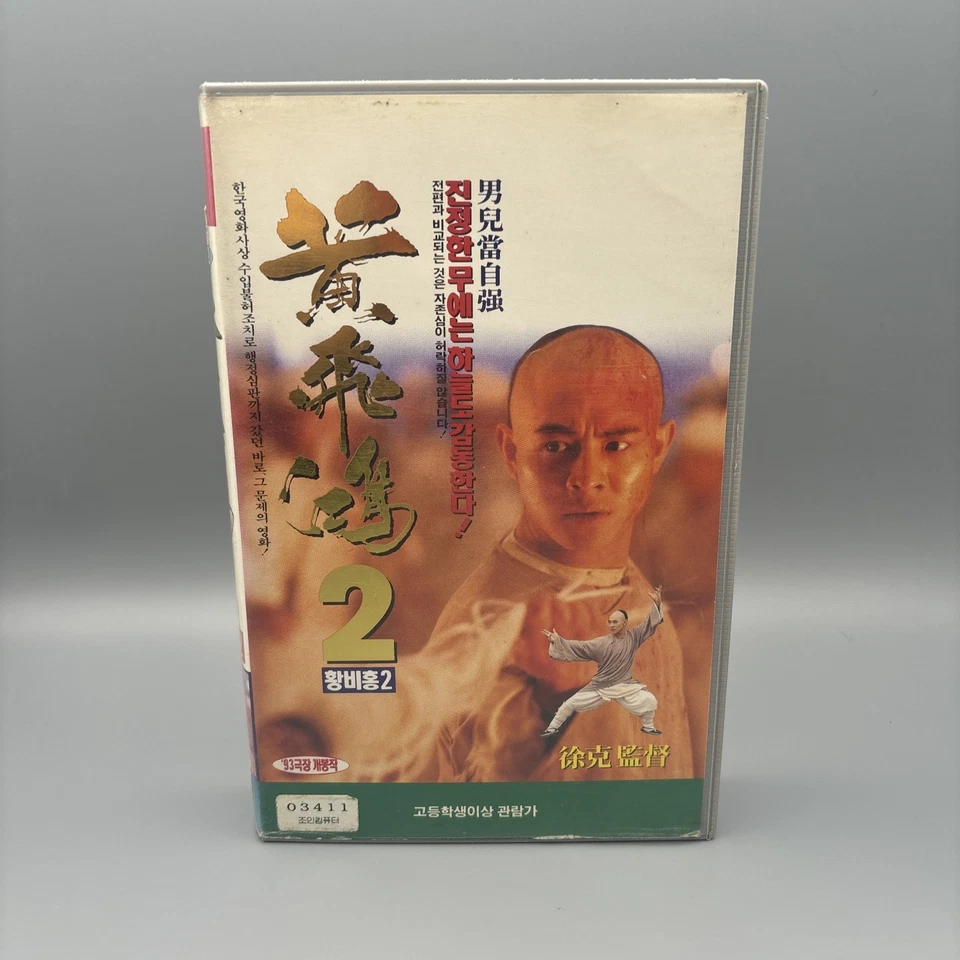 男兒當自强
진정한 무예는 하늘도 감동한다!
전편과 비교되는 것은 자존심이 허락하질 않습니다!
黃飛鴻
2
황비홍2
한국영화사상 수입불허조치로 행정심판까지 갔던 바로, 그 문제의 영화!
徐克 監督
'93극장 개봉작
03411
조인컴퓨터
고등학생이상 관람가